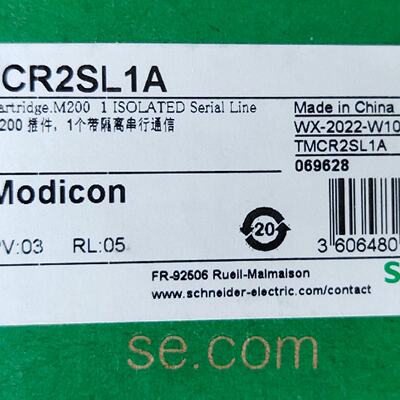 CR2SL1A
artridge.M200 1 ISOLATED Serial Line
200 插件，1个带隔离串行通信
Made in China
WX-2022-W10
TMCR2SL1A
069628
Modicon
PV:03 RL:05
20
3 606480
FR-92506 Rueil-Malmaison
www.schneider-electric.com/contact
S
se.com